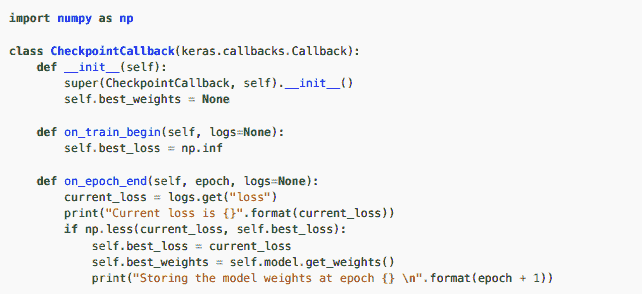 import numpy as np

class CheckpointCallback(keras.callbacks.Callback):
    def __init__(self):
        super(CheckpointCallback, self).__init__()
        self.best_weights = None

    def on_train_begin(self, logs=None):
        self.best_loss = np.inf

    def on_epoch_end(self, epoch, logs=None):
        current_loss = logs.get("loss")
        print("Current loss is {}".format(current_loss))
        if np.less(current_loss, self.best_loss):
            self.best_loss = current_loss
            self.best_weights = self.model.get_weights()
            print("Storing the model weights at epoch {} \n".format(epoch + 1))